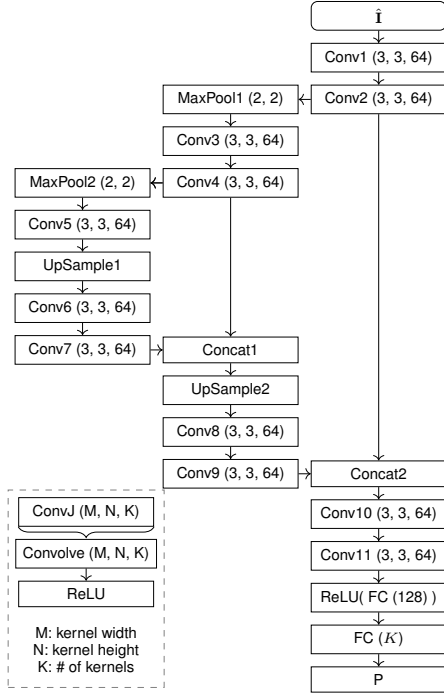 Î
Conv1 (3, 3, 64)
MaxPool1 (2, 2)
Conv2 (3, 3, 64)
Conv3 (3, 3, 64)
MaxPool2 (2, 2)
Conv4 (3, 3, 64)
Conv5 (3, 3, 64)
UpSample1
Conv6 (3, 3, 64)
Conv7 (3, 3, 64)
Concat1
UpSample2
Conv8 (3, 3, 64)
Conv9 (3, 3, 64)
Concat2
ConvJ (M, N, K)
Conv10 (3, 3, 64)
Convolve (M, N, K)
Conv11 (3, 3, 64)
ReLU
ReLU( FC (128) )
M: kernel width
N: kernel height
K: # of kernels
FC (K)
P